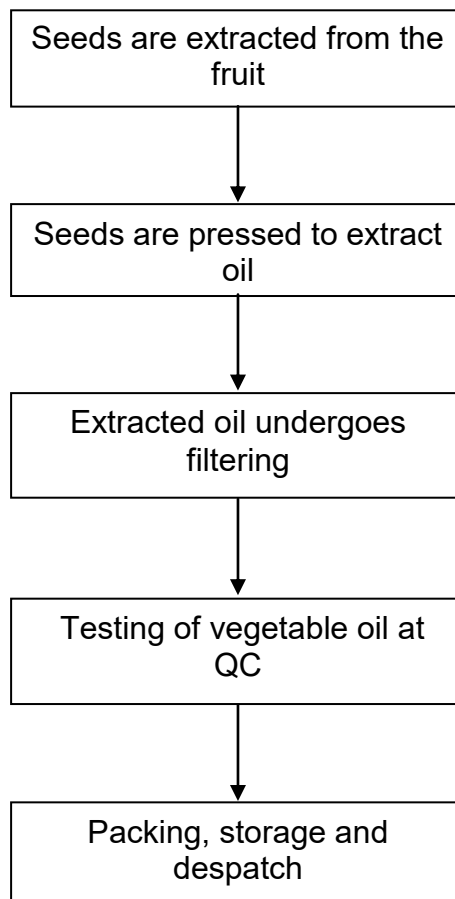 Seeds are extracted from the
fruit
Seeds are pressed to extract
oil
Extracted oil undergoes
filtering
Testing of vegetable oil at
QC
Packing, storage and
despatch